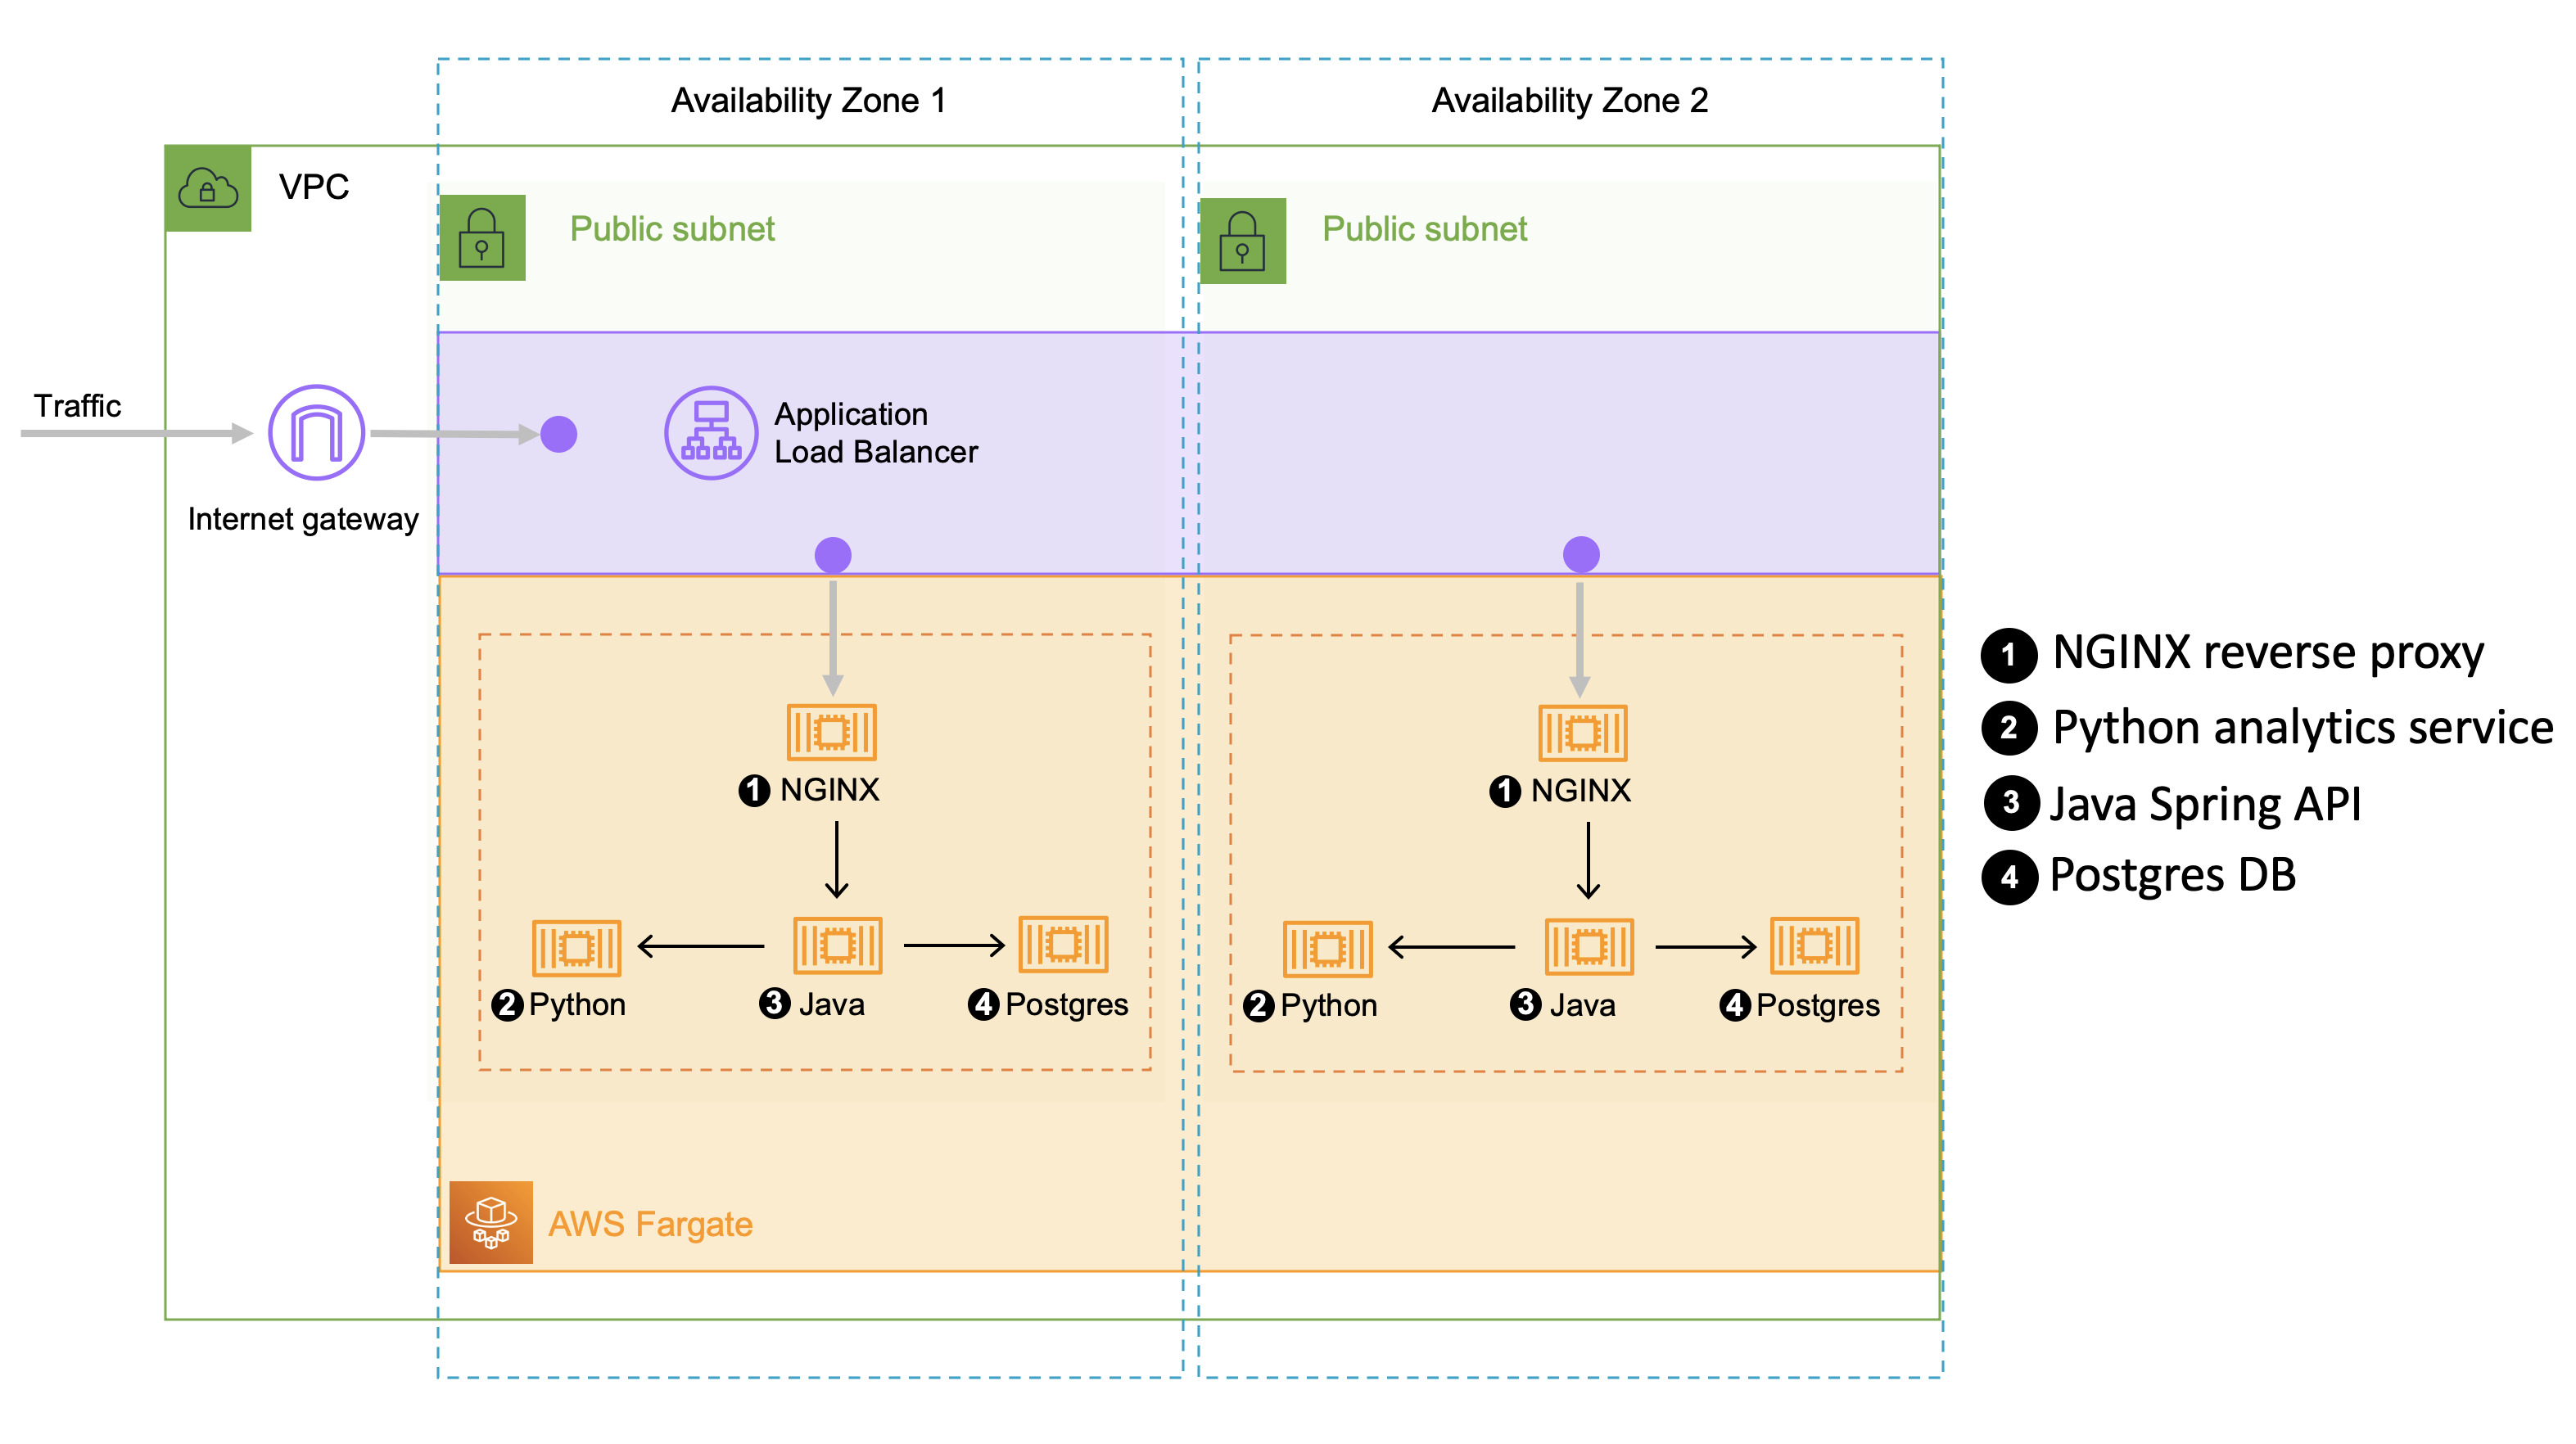 Availability Zone 1
Availability Zone 2
VPC
Public subnet
Public subnet
Traffic
Internet gateway
Application
Load Balancer
1 NGINX
1 NGINX
2 Python
3 Java
4 Postgres
2 Python
3 Java
4 Postgres
AWS Fargate
1 NGINX reverse proxy
2 Python analytics service
3 Java Spring API
4 Postgres DB